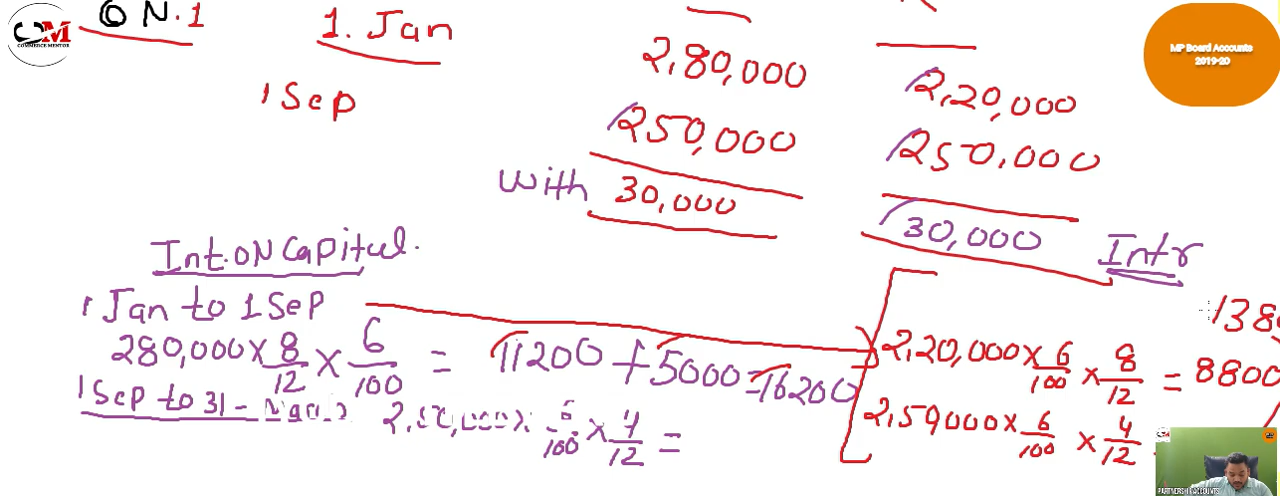 COMMERCE MENTOR
ON.1
1. Jan
MP Board Accounts
2019-20
2,80,000
2,20,000
1 Sep
250,000
250,000
With 30,000
30,000 Intr
Int. ON Capital.
1 Jan to 1 Sep
280,000 × 8/12 × 6/100 = 11200 + 5000 = 16200
138
2,20,000 × 6/100 × 8/12 = 8800
1 Sep to 31 -
× 6/100 × 4/12 =
2,50,000 × 6/100 × 4/12
PARTNERSHIP ACCOUNTS